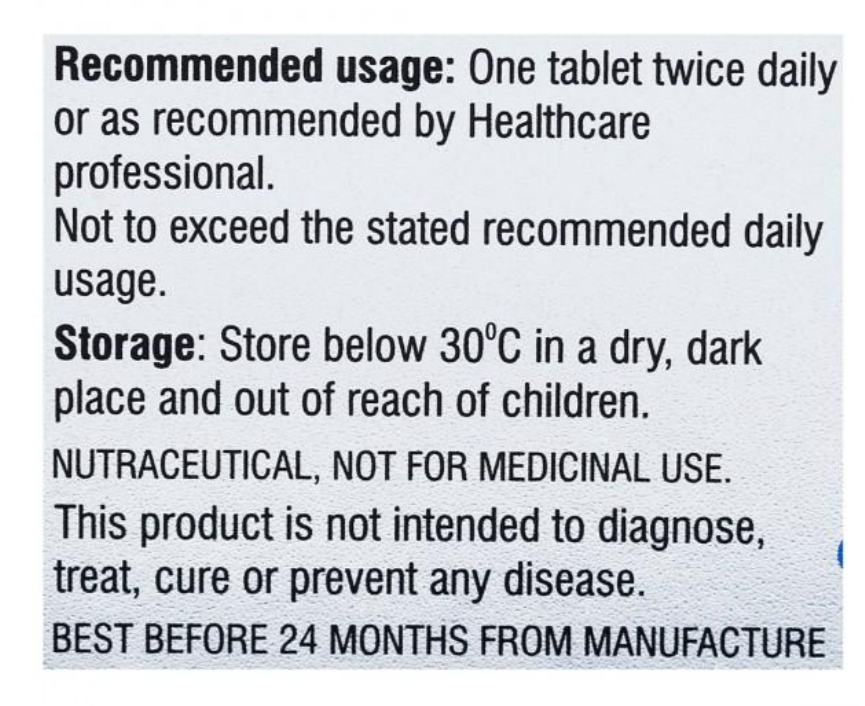 Recommended usage: One tablet twice daily
or as recommended by Healthcare
professional.
Not to exceed the stated recommended daily
usage.
Storage: Store below 30⁰C in a dry, dark
place and out of reach of children.
NUTRACEUTICAL, NOT FOR MEDICINAL USE.
This product is not intended to diagnose,
treat, cure or prevent any disease.
BEST BEFORE 24 MONTHS FROM MANUFACTURE